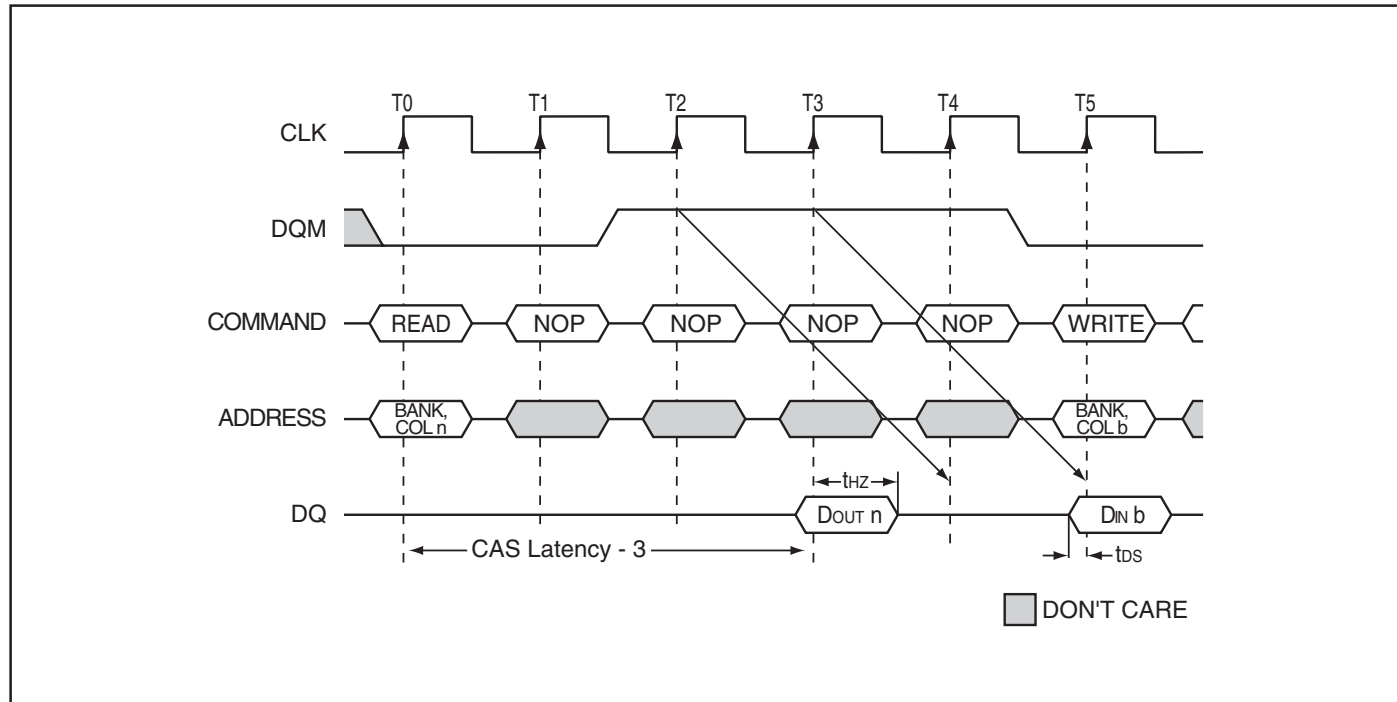 T0 T1 T2 T3 T4 T5
CLK
DQM
COMMAND READ NOP NOP NOP NOP WRITE
ADDRESS BANK, COL n BANK, COL b
tHZ
DQ DOUT n DIN b
CAS Latency - 3 tDS
DON'T CARE